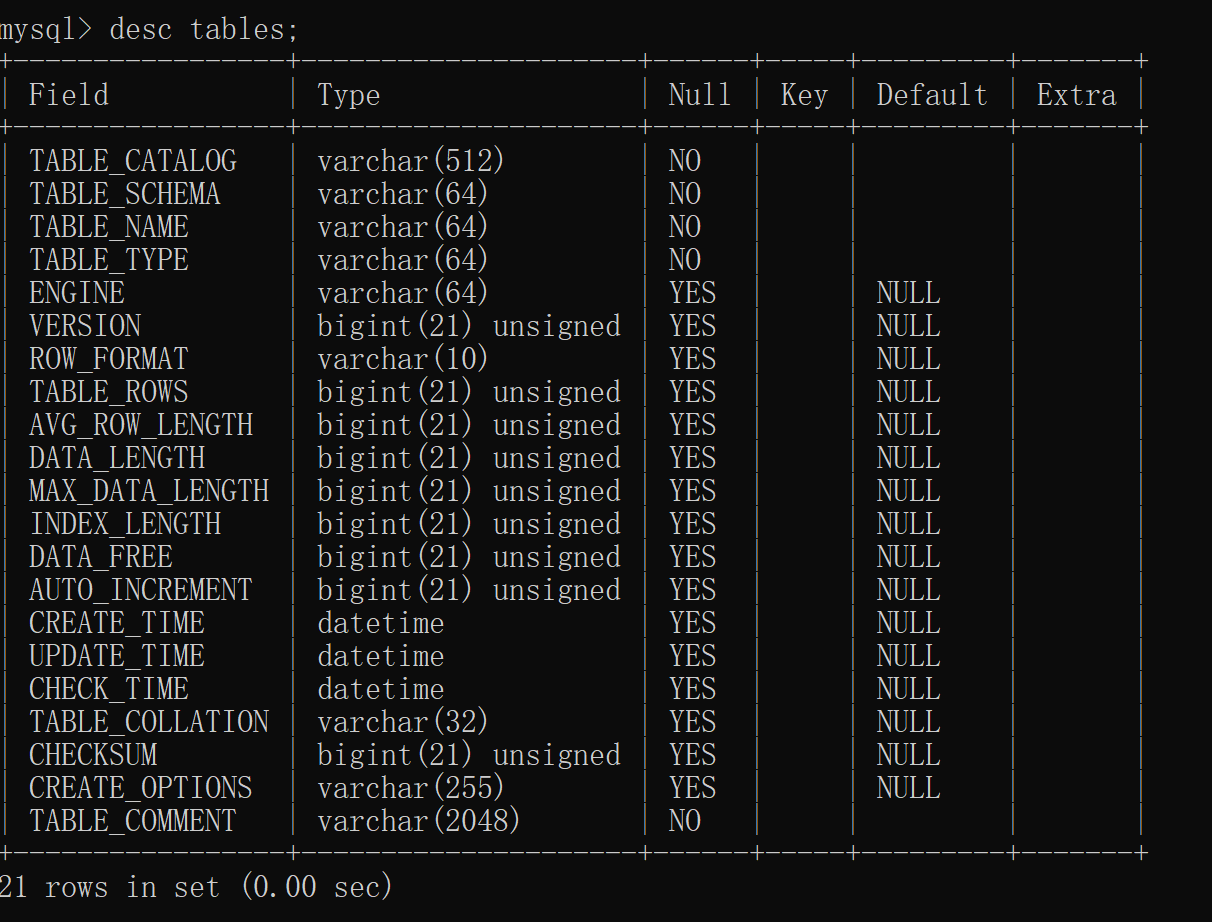 mysql> desc tables;
+-----------------+---------------------+------+-----+---------+-------+
| Field | Type | Null | Key | Default | Extra |
+-----------------+---------------------+------+-----+---------+-------+
| TABLE_CATALOG | varchar(512) | NO | | | |
| TABLE_SCHEMA | varchar(64) | NO | | | |
| TABLE_NAME | varchar(64) | NO | | | |
| TABLE_TYPE | varchar(64) | NO | | | |
| ENGINE | varchar(64) | YES | | NULL | |
| VERSION | bigint(21) unsigned | YES | | NULL | |
| ROW_FORMAT | varchar(10) | YES | | NULL | |
| TABLE_ROWS | bigint(21) unsigned | YES | | NULL | |
| AVG_ROW_LENGTH | bigint(21) unsigned | YES | | NULL | |
| DATA_LENGTH | bigint(21) unsigned | YES | | NULL | |
| MAX_DATA_LENGTH | bigint(21) unsigned | YES | | NULL | |
| INDEX_LENGTH | bigint(21) unsigned | YES | | NULL | |
| DATA_FREE | bigint(21) unsigned | YES | | NULL | |
| AUTO_INCREMENT | bigint(21) unsigned | YES | | NULL | |
| CREATE_TIME | datetime | YES | | NULL | |
| UPDATE_TIME | datetime | YES | | NULL | |
| CHECK_TIME | datetime | YES | | NULL | |
| TABLE_COLLATION | varchar(32) | YES | | NULL | |
| CHECKSUM | bigint(21) unsigned | YES | | NULL | |
| CREATE_OPTIONS | varchar(255) | YES | | NULL | |
| TABLE_COMMENT | varchar(2048) | NO | | | |
+-----------------+---------------------+------+-----+---------+-------+
21 rows in set (0.00 sec)